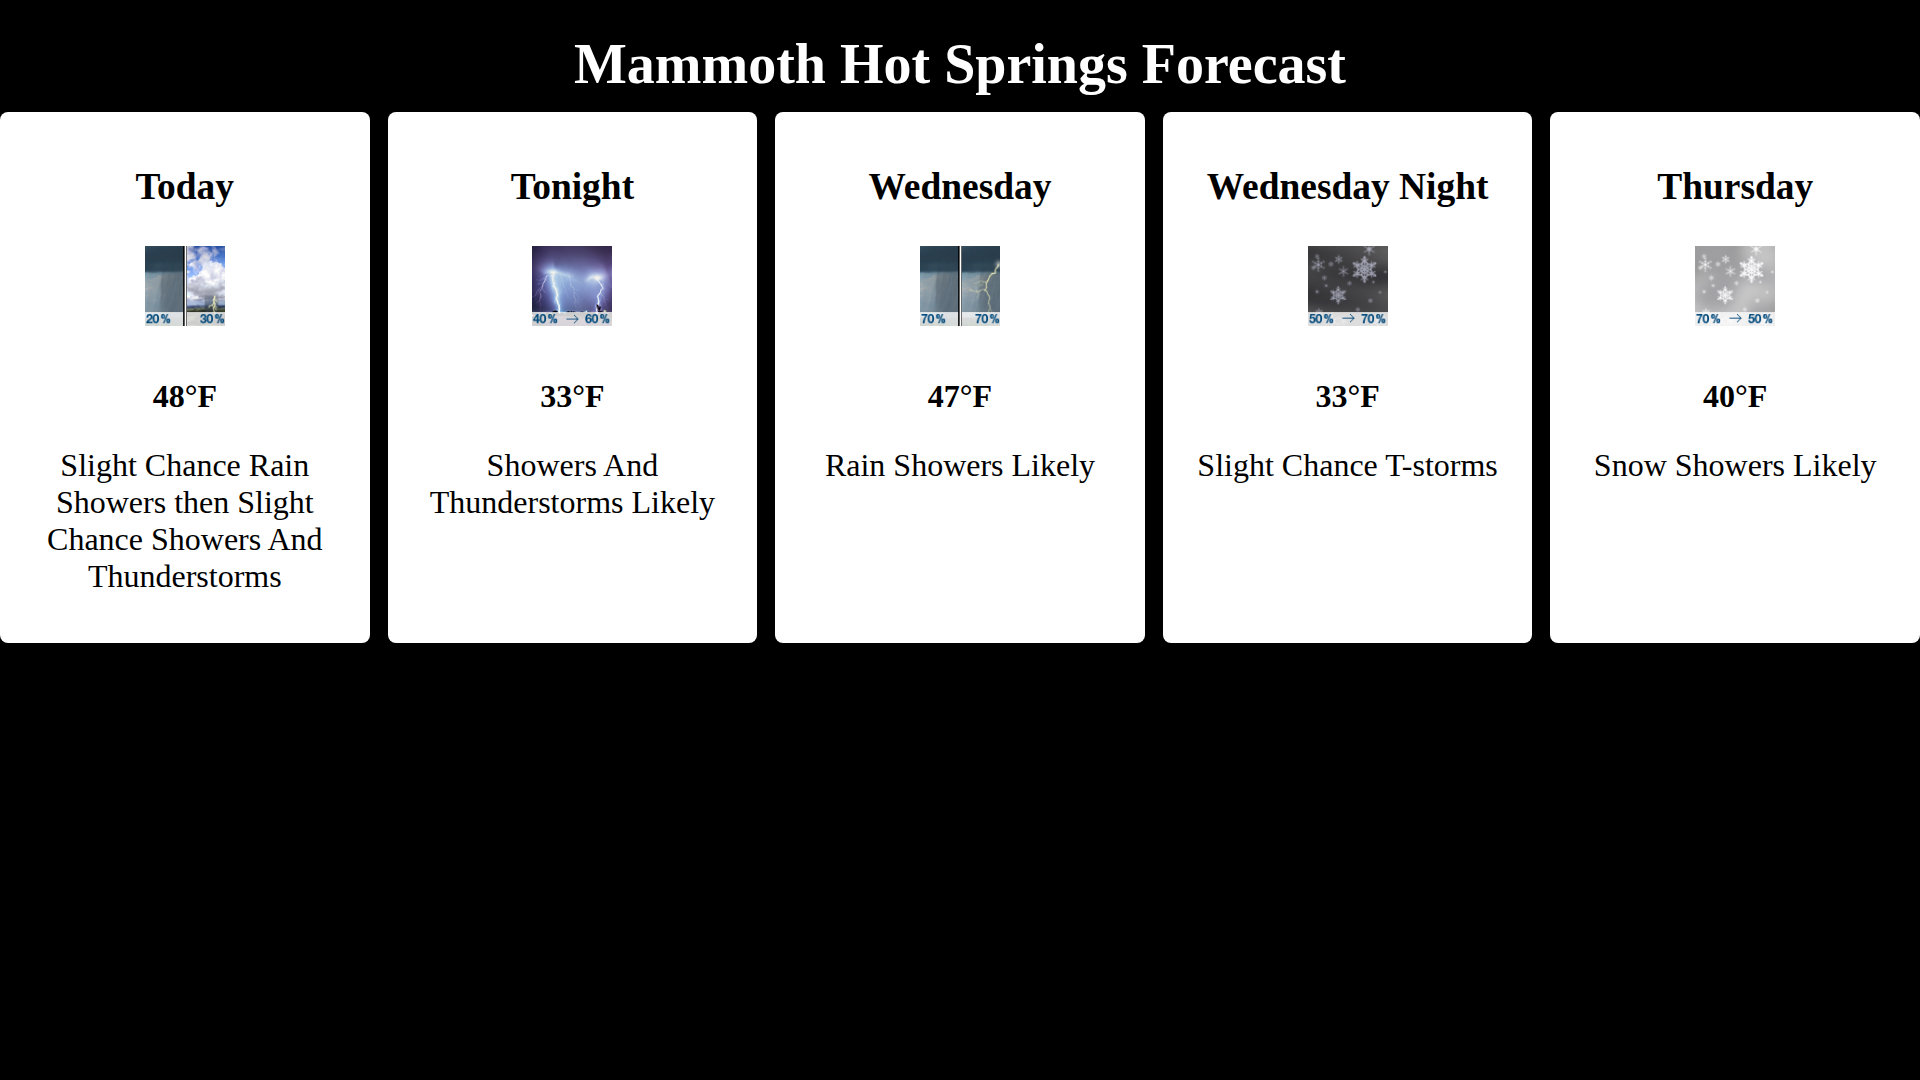 Mammoth Hot Springs Forecast
Today
20% 30%
48°F
Slight Chance Rain
Showers then Slight
Chance Showers And
Thunderstorms
Tonight
40% → 60%
33°F
Showers And
Thunderstorms Likely
Wednesday
70% 70%
47°F
Rain Showers Likely
Wednesday Night
50% → 70%
33°F
Slight Chance T-storms
Thursday
70% → 50%
40°F
Snow Showers Likely